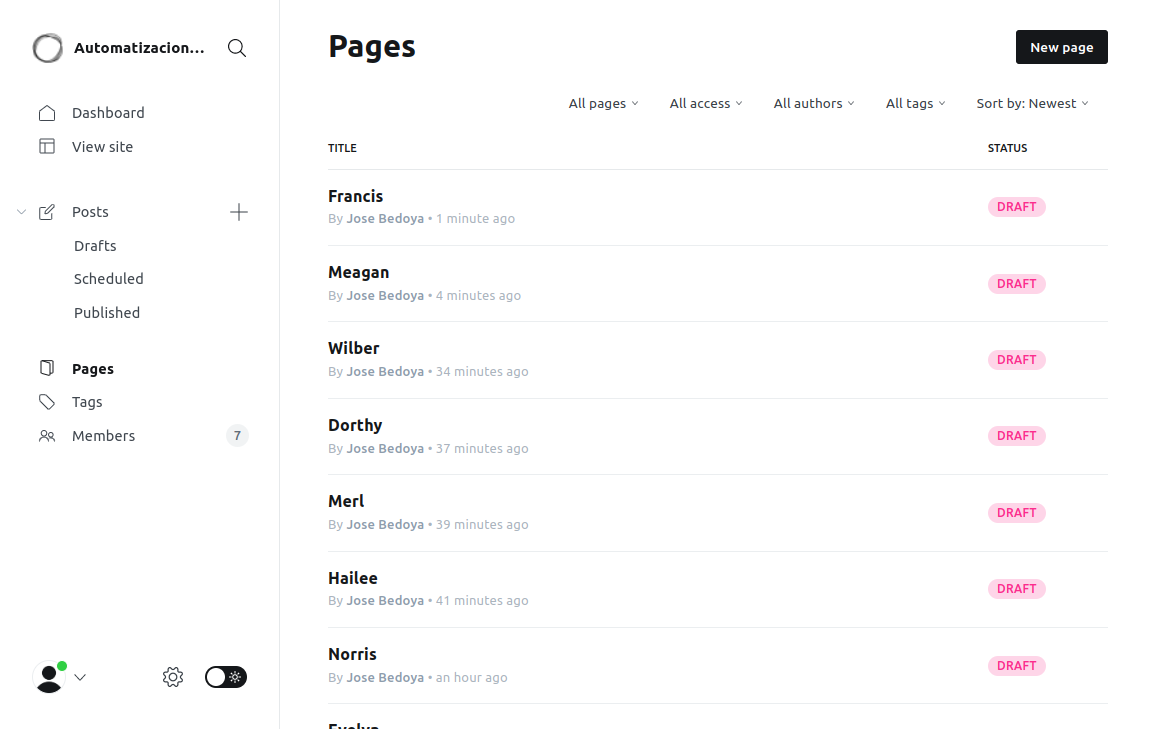 Automatizacion...
Dashboard
View site
Posts
Drafts
Scheduled
Published
Pages
Tags
Members 7
Pages
New page
All pages All access All authors All tags Sort by: Newest
TITLE STATUS
Francis
By Jose Bedoya • 1 minute ago
DRAFT
Meagan
By Jose Bedoya • 4 minutes ago
DRAFT
Wilber
By Jose Bedoya • 34 minutes ago
DRAFT
Dorthy
By Jose Bedoya • 37 minutes ago
DRAFT
Merl
By Jose Bedoya • 39 minutes ago
DRAFT
Hailee
By Jose Bedoya • 41 minutes ago
DRAFT
Norris
By Jose Bedoya • an hour ago
DRAFT